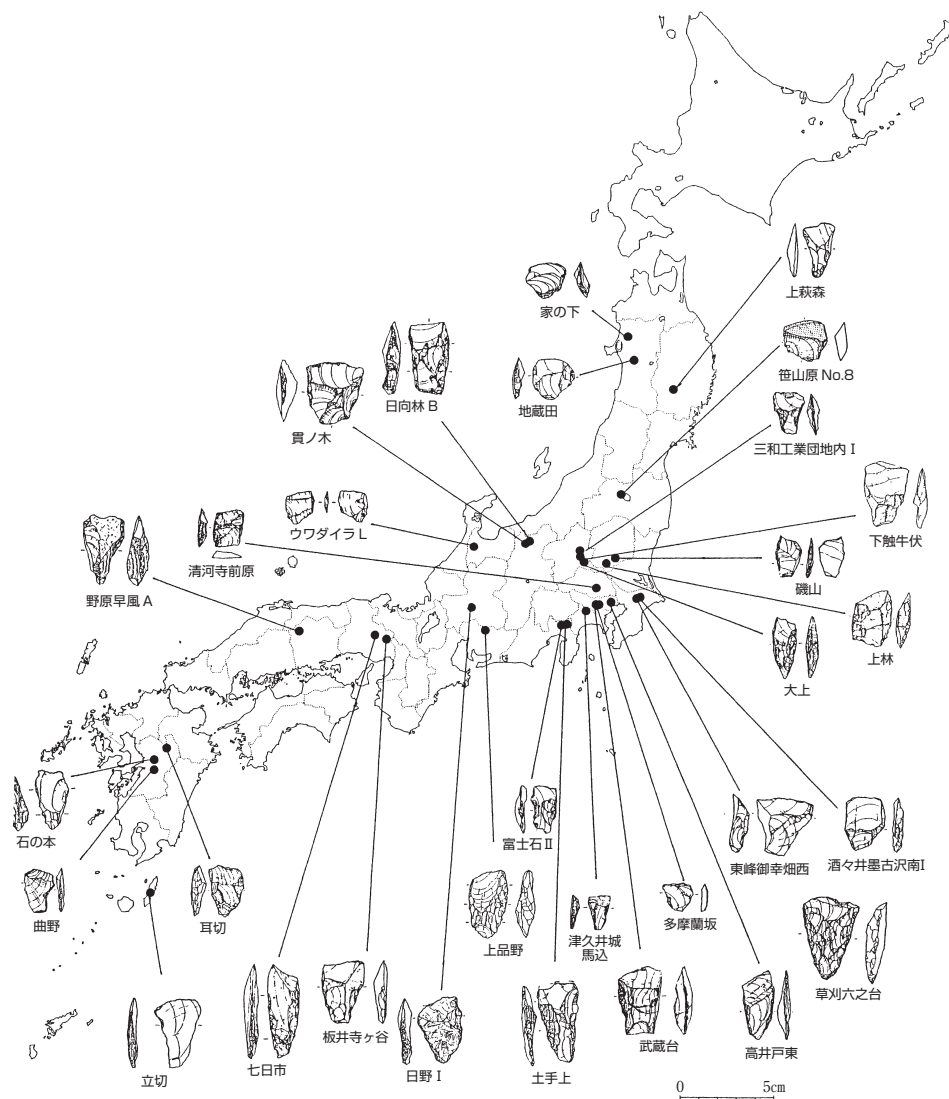 上萩森
家の下
笹山原 No.8
日向林 B
地蔵田
貫ノ木
三和工業団地内 I
ウワダイラ L
下触牛伏
清河寺前原
磯山
野原早風 A
上林
大上
石の本
富士石 II
東峰御幸畑西
酒々井墨古沢南I
曲野
耳切
上品野
津久井城
馬込
多摩蘭坂
草刈六之台
板井寺ヶ谷
武蔵台
高井戸東
立切
七日市
日野 I
土手上
0 5cm